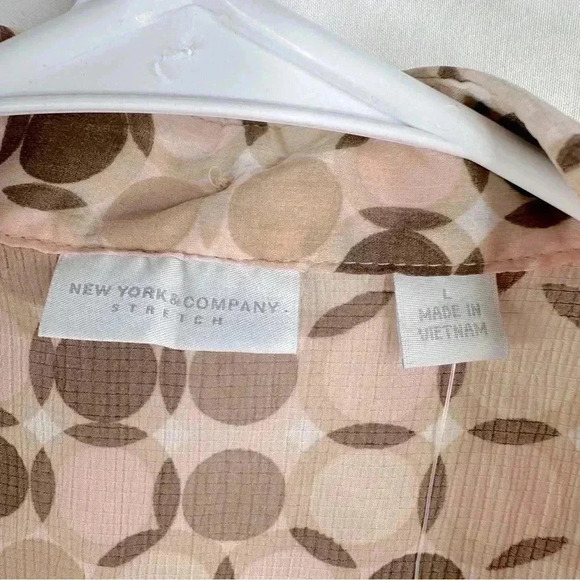 NEW YORK & COMPANY.
STRETCH
L
MADE IN
VIETNAM